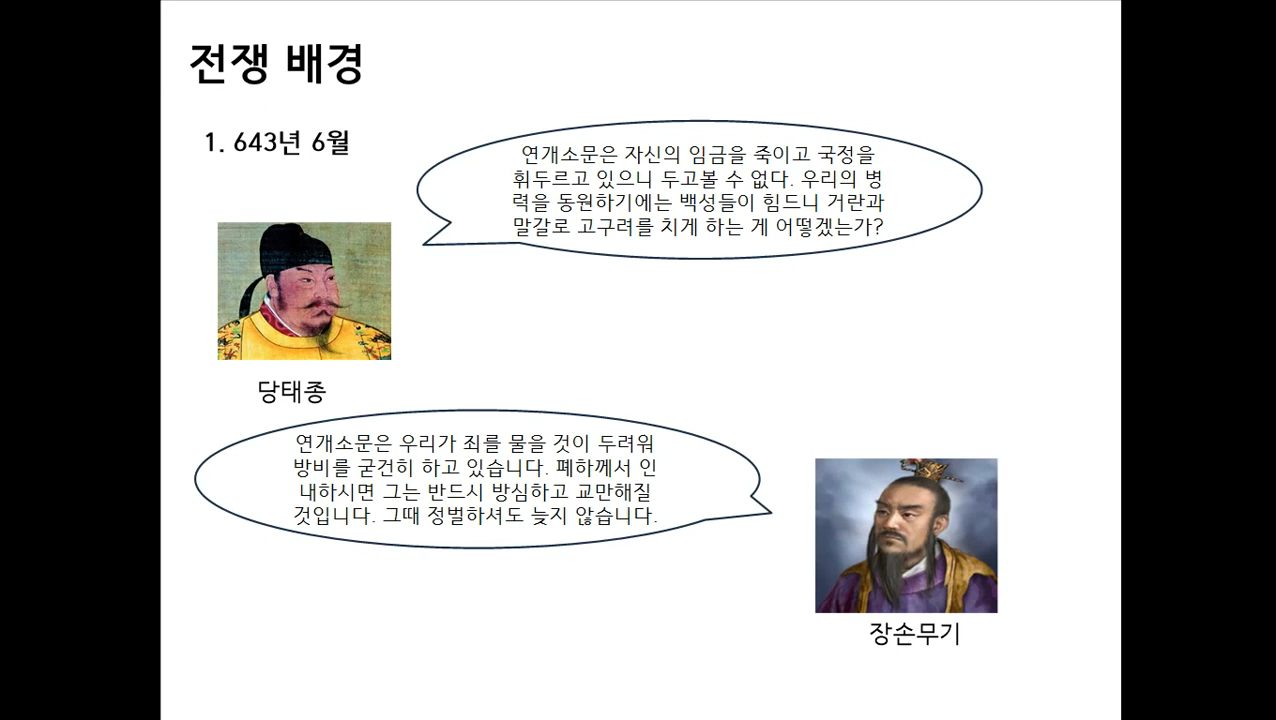 전쟁 배경
1. 643년 6월
연개소문은 자신의 임금을 죽이고 국정을
휘두르고 있으니 두고볼 수 없다. 우리의 병
력을 동원하기에는 백성들이 힘드니 거란과
말갈로 고구려를 치게 하는 게 어떻겠는가?
당태종
연개소문은 우리가 죄를 물을 것이 두려워
방비를 굳건히 하고 있습니다. 폐하께서 인
내하시면 그는 반드시 방심하고 교만해질
것입니다. 그때 정벌하셔도 늦지 않습니다.
장손무기